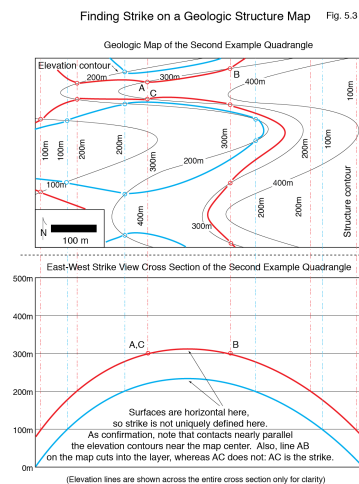 Finding Strike on a Geologic Structure Map
Fig. 5.3
Geologic Map of the Second Example Quadrangle
Elevation contour
200m
300m
B
A
C
400m
100m
100m
100m
200m
200m
300m
200m
300m
200m
100m
100m
400m
400m
200m
200m
300m
Structure contour
N
100 m
East-West Strike View Cross Section of the Second Example Quadrangle
500m
400m
300m
A,C
B
200m
Surfaces are horizontal here,
so strike is not uniquely defined here.
100m
As confirmation, note that contacts nearly parallel
the elevation contours near the map center. Also, line AB
on the map cuts into the layer, whereas AC does not: AC is the strike.
0m
(Elevation lines are shown across the entire cross section only for clarity)